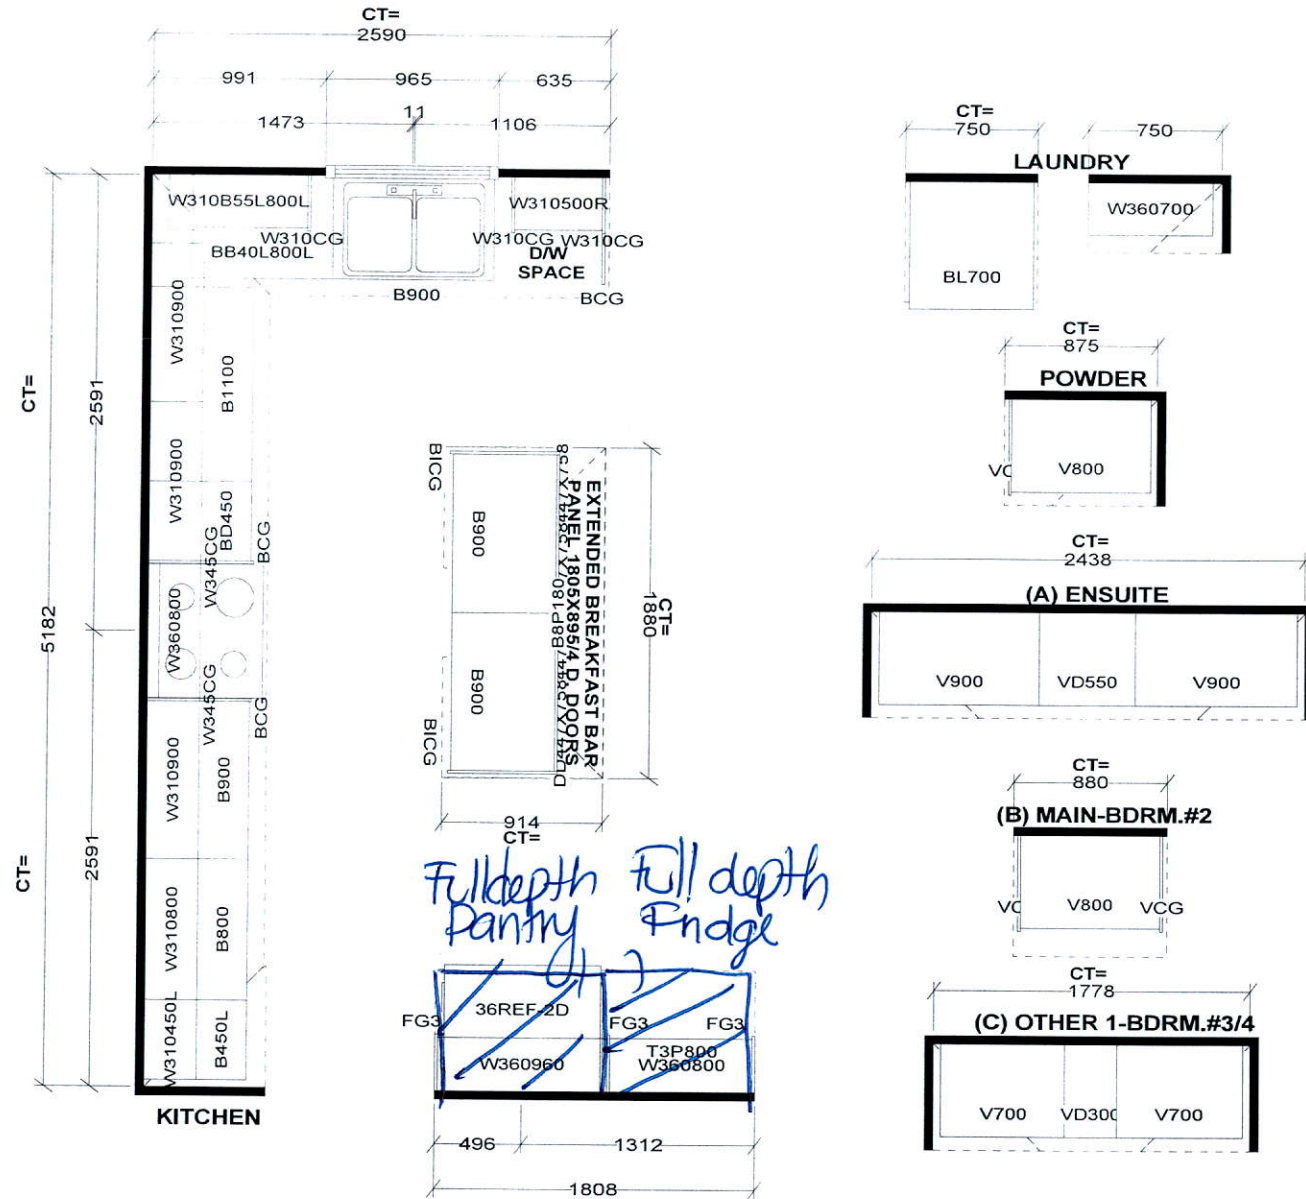 CT=
2590
991
965
635
1473
11
1106
W310B55L800L
W310CG
BB40L800L
W310500R
W310CG
W310CG
D/W
SPACE
B900
BCG
CT=
2591
5182
CT=
2591
W310900
B1100
W310900
BD450
W345CG
BCG
W360800
W345CG
BCG
W310900
B900
W310800
B800
W310450L
B450L
KITCHEN
BICG
B900
B900
BICG
EXTENDED BREAKFAST BAR
PANEL 1805X895/4 D. DOORS
BBP180
CT=
1880
914
CT=
Full depth
Pantry
Full depth
Fridge
36REF-2D
FG3
FG3
FG3
W360960
T3P800
W360800
496
1312
1808
CT=
750
750
LAUNDRY
BL700
W360700
CT=
875
POWDER
VC
V800
CT=
2438
(A) ENSUITE
V900
VD550
V900
CT=
880
(B) MAIN-BDRM.#2
VC
V800
VCG
CT=
1778
(C) OTHER 1-BDRM.#3/4
V700
VD300
V700